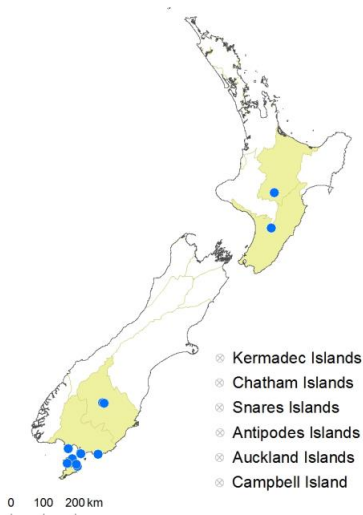 Kermadec Islands
Chatham Islands
Snares Islands
Antipodes Islands
Auckland Islands
Campbell Island
0 100 200 km